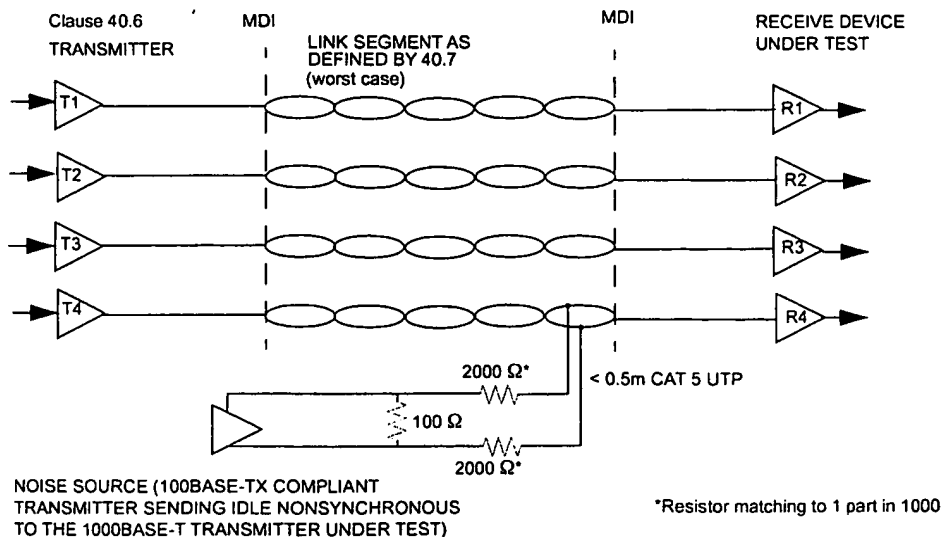 Clause 40.6
TRANSMITTER
MDI
LINK SEGMENT AS
DEFINED BY 40.7
(worst case)
MDI
RECEIVE DEVICE
UNDER TEST
T1
R1
T2
R2
T3
R3
T4
R4
2000 Ω*
< 0.5m CAT 5 UTP
100 Ω
2000 Ω*
NOISE SOURCE (100BASE-TX COMPLIANT
TRANSMITTER SENDING IDLE NONSYNCHRONOUS
TO THE 1000BASE-T TRANSMITTER UNDER TEST)
*Resistor matching to 1 part in 1000